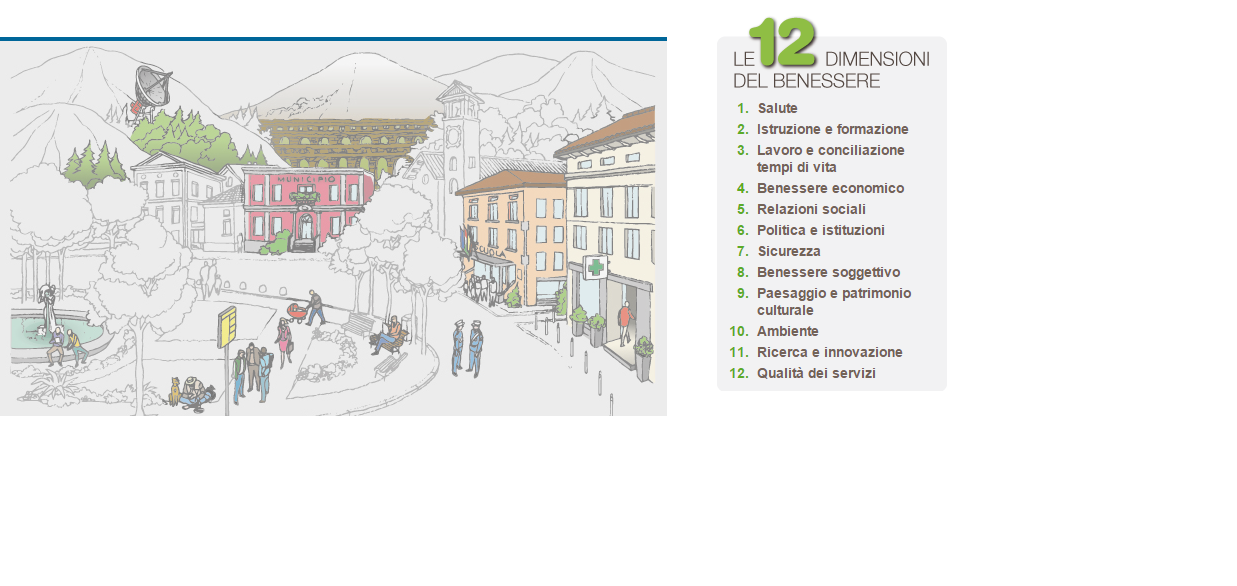 MUNICIPIO
SCUOLA
LE 12 DIMENSIONI
DEL BENESSERE
1. Salute
2. Istruzione e formazione
3. Lavoro e conciliazione
tempi di vita
4. Benessere economico
5. Relazioni sociali
6. Politica e istituzioni
7. Sicurezza
8. Benessere soggettivo
9. Paesaggio e patrimonio
culturale
10. Ambiente
11. Ricerca e innovazione
12. Qualità dei servizi